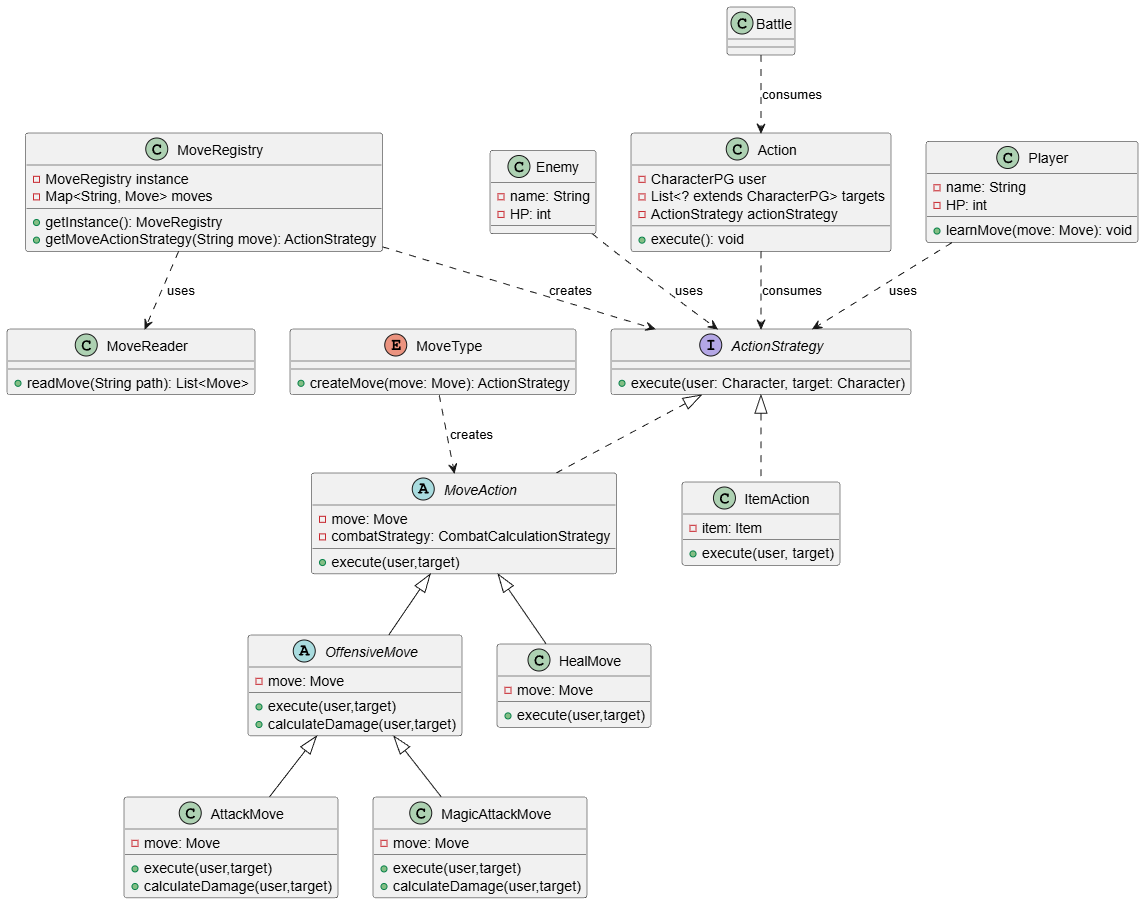 C Battle
consumes
C MoveRegistry
MoveRegistry instance
Map<String, Move> moves
getInstance(): MoveRegistry
getMoveActionStrategy(String move): ActionStrategy
C Enemy
name: String
HP: int
C Action
CharacterPG user
List<? extends CharacterPG> targets
ActionStrategy actionStrategy
execute(): void
C Player
name: String
HP: int
learnMove(move: Move): void
uses
creates
uses
consumes
uses
C MoveReader
readMove(String path): List<Move>
E MoveType
createMove(move: Move): ActionStrategy
I ActionStrategy
execute(user: Character, target: Character)
creates
A MoveAction
move: Move
combatStrategy: CombatCalculationStrategy
execute(user,target)
C ItemAction
item: Item
execute(user, target)
A OffensiveMove
move: Move
execute(user,target)
calculateDamage(user,target)
C HealMove
move: Move
execute(user,target)
C AttackMove
move: Move
execute(user,target)
calculateDamage(user,target)
C MagicAttackMove
move: Move
execute(user,target)
calculateDamage(user,target)